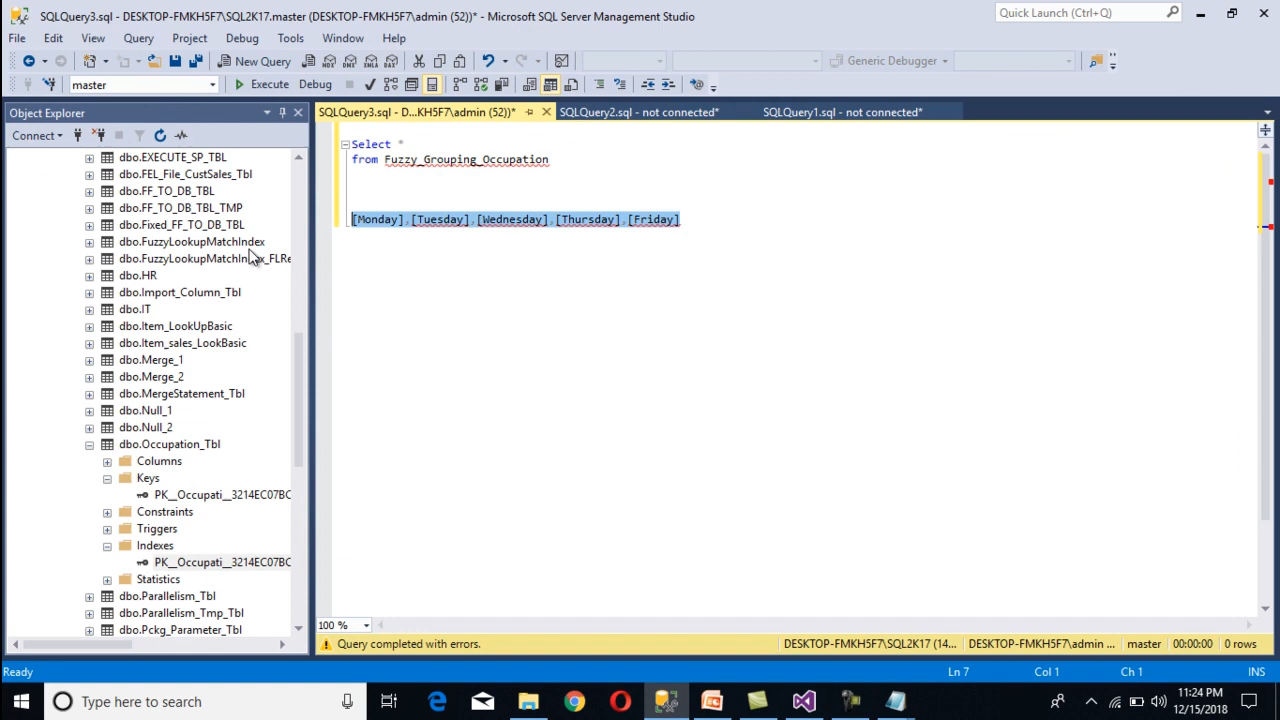 SQLQuery3.sql - DESKTOP-FMKH5F7\SQL2K17.master (DESKTOP-FMKH5F7\admin (52))* - Microsoft SQL Server Management Studio
Quick Launch (Ctrl+Q)
File Edit View Query Project Debug Tools Window Help
New Query
Generic Debugger
master Execute Debug
Object Explorer
SQLQuery3.sql - D...KH5F7\admin (52))* SQLQuery2.sql - not connected* SQLQuery1.sql - not connected*
Connect
dbo.EXECUTE_SP_TBL
dbo.FEL_File_CustSales_Tbl
dbo.FF_TO_DB_TBL
dbo.FF_TO_DB_TBL_TMP
dbo.Fixed_FF_TO_DB_TBL
dbo.FuzzyLookupMatchIndex
dbo.FuzzyLookupMatchIndex_FLRe
dbo.HR
dbo.Import_Column_Tbl
dbo.IT
dbo.Item_LookUpBasic
dbo.Item_sales_LookBasic
dbo.Merge_1
dbo.Merge_2
dbo.MergeStatement_Tbl
dbo.Null_1
dbo.Null_2
dbo.Occupation_Tbl
Columns
Keys
PK__Occupati__3214EC07BC
Constraints
Triggers
Indexes
PK__Occupati__3214EC07BC
Statistics
dbo.Parallelism_Tbl
dbo.Parallelism_Tmp_Tbl
dbo.Pckg_Parameter_Tbl
Select *
from Fuzzy_Grouping_Occupation
[Monday],[Tuesday],[Wednesday],[Thursday],[Friday]
100 %
Query completed with errors. DESKTOP-FMKH5F7\SQL2K17 (14... DESKTOP-FMKH5F7\admin ... master 00:00:00 0 rows
Ready Ln 7 Col 1 Ch 1 INS
Type here to search
11:24 PM
12/15/2018